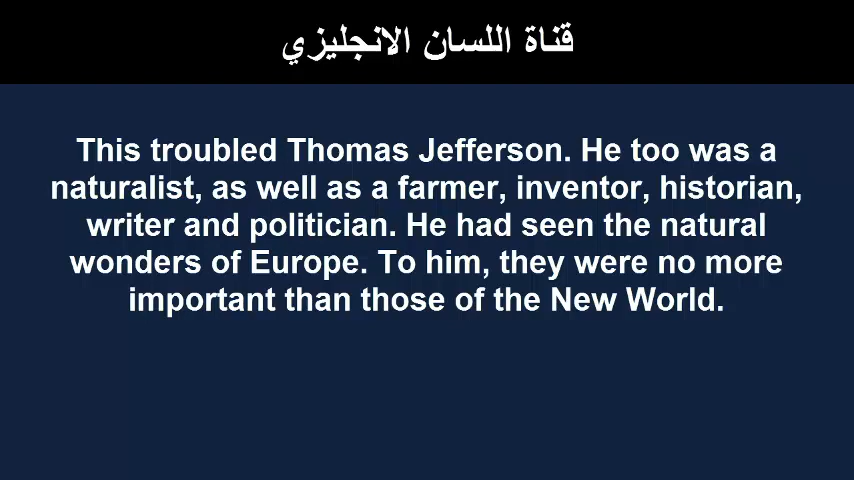 قناة اللسان الانجليزي
This troubled Thomas Jefferson. He too was a
naturalist, as well as a farmer, inventor, historian,
writer and politician. He had seen the natural
wonders of Europe. To him, they were no more
important than those of the New World.